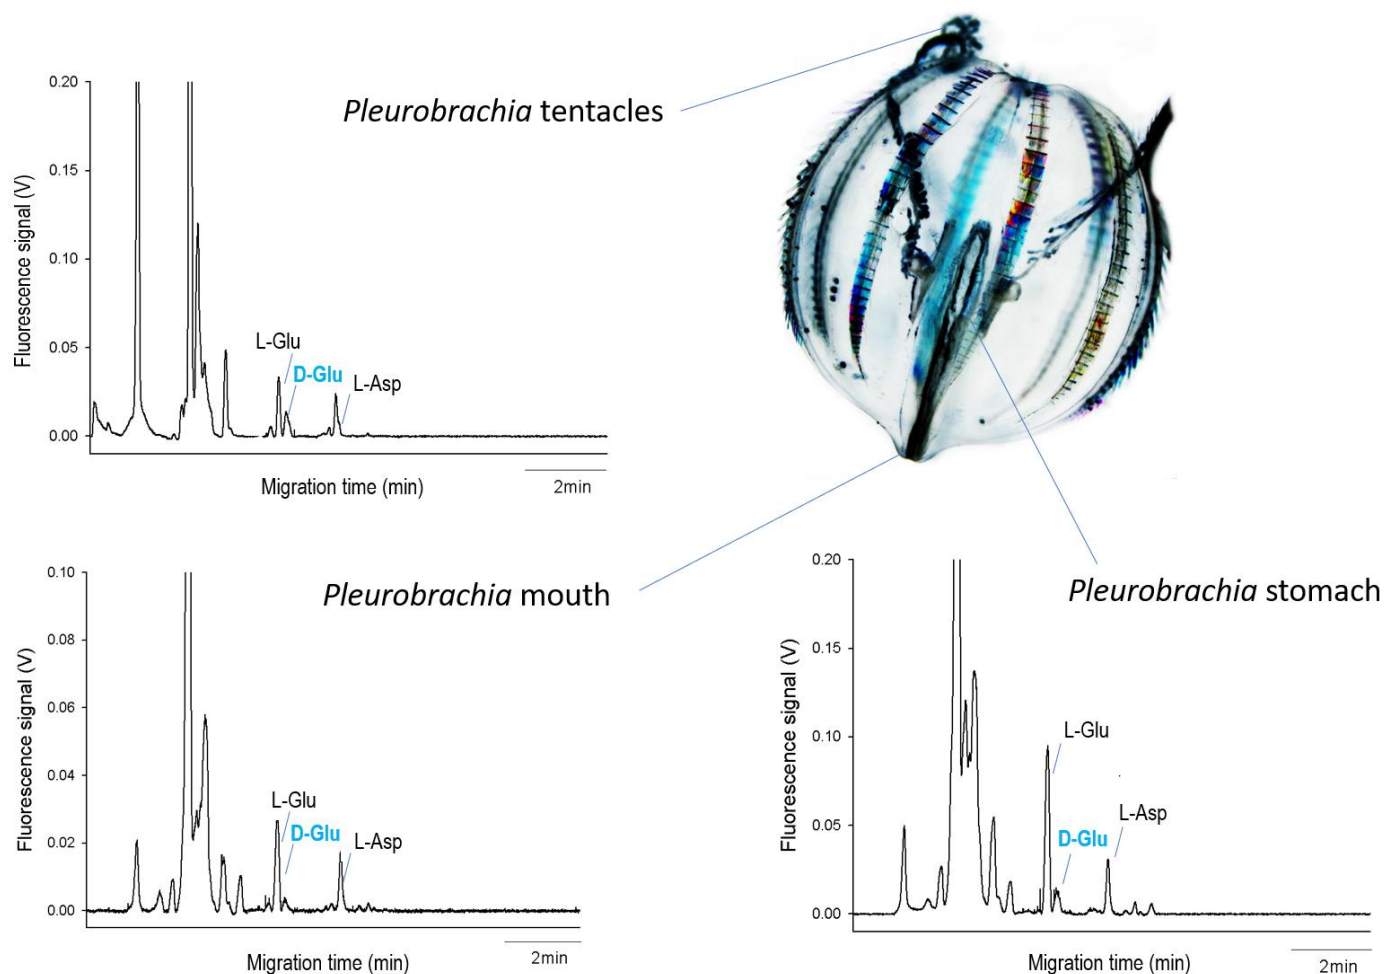 Pleurobrachia tentacles
Fluorescence signal (V)
0.20
0.15
0.10
0.05
0.00
L-Glu
D-Glu
L-Asp
Migration time (min)
2min
Pleurobrachia mouth
Fluorescence signal (V)
0.10
0.08
0.06
0.04
0.02
0.00
L-Glu
D-Glu
L-Asp
Migration time (min)
2min
Pleurobrachia stomach
Fluorescence signal (V)
0.20
0.15
0.10
0.05
0.00
L-Glu
D-Glu
L-Asp
Migration time (min)
2min